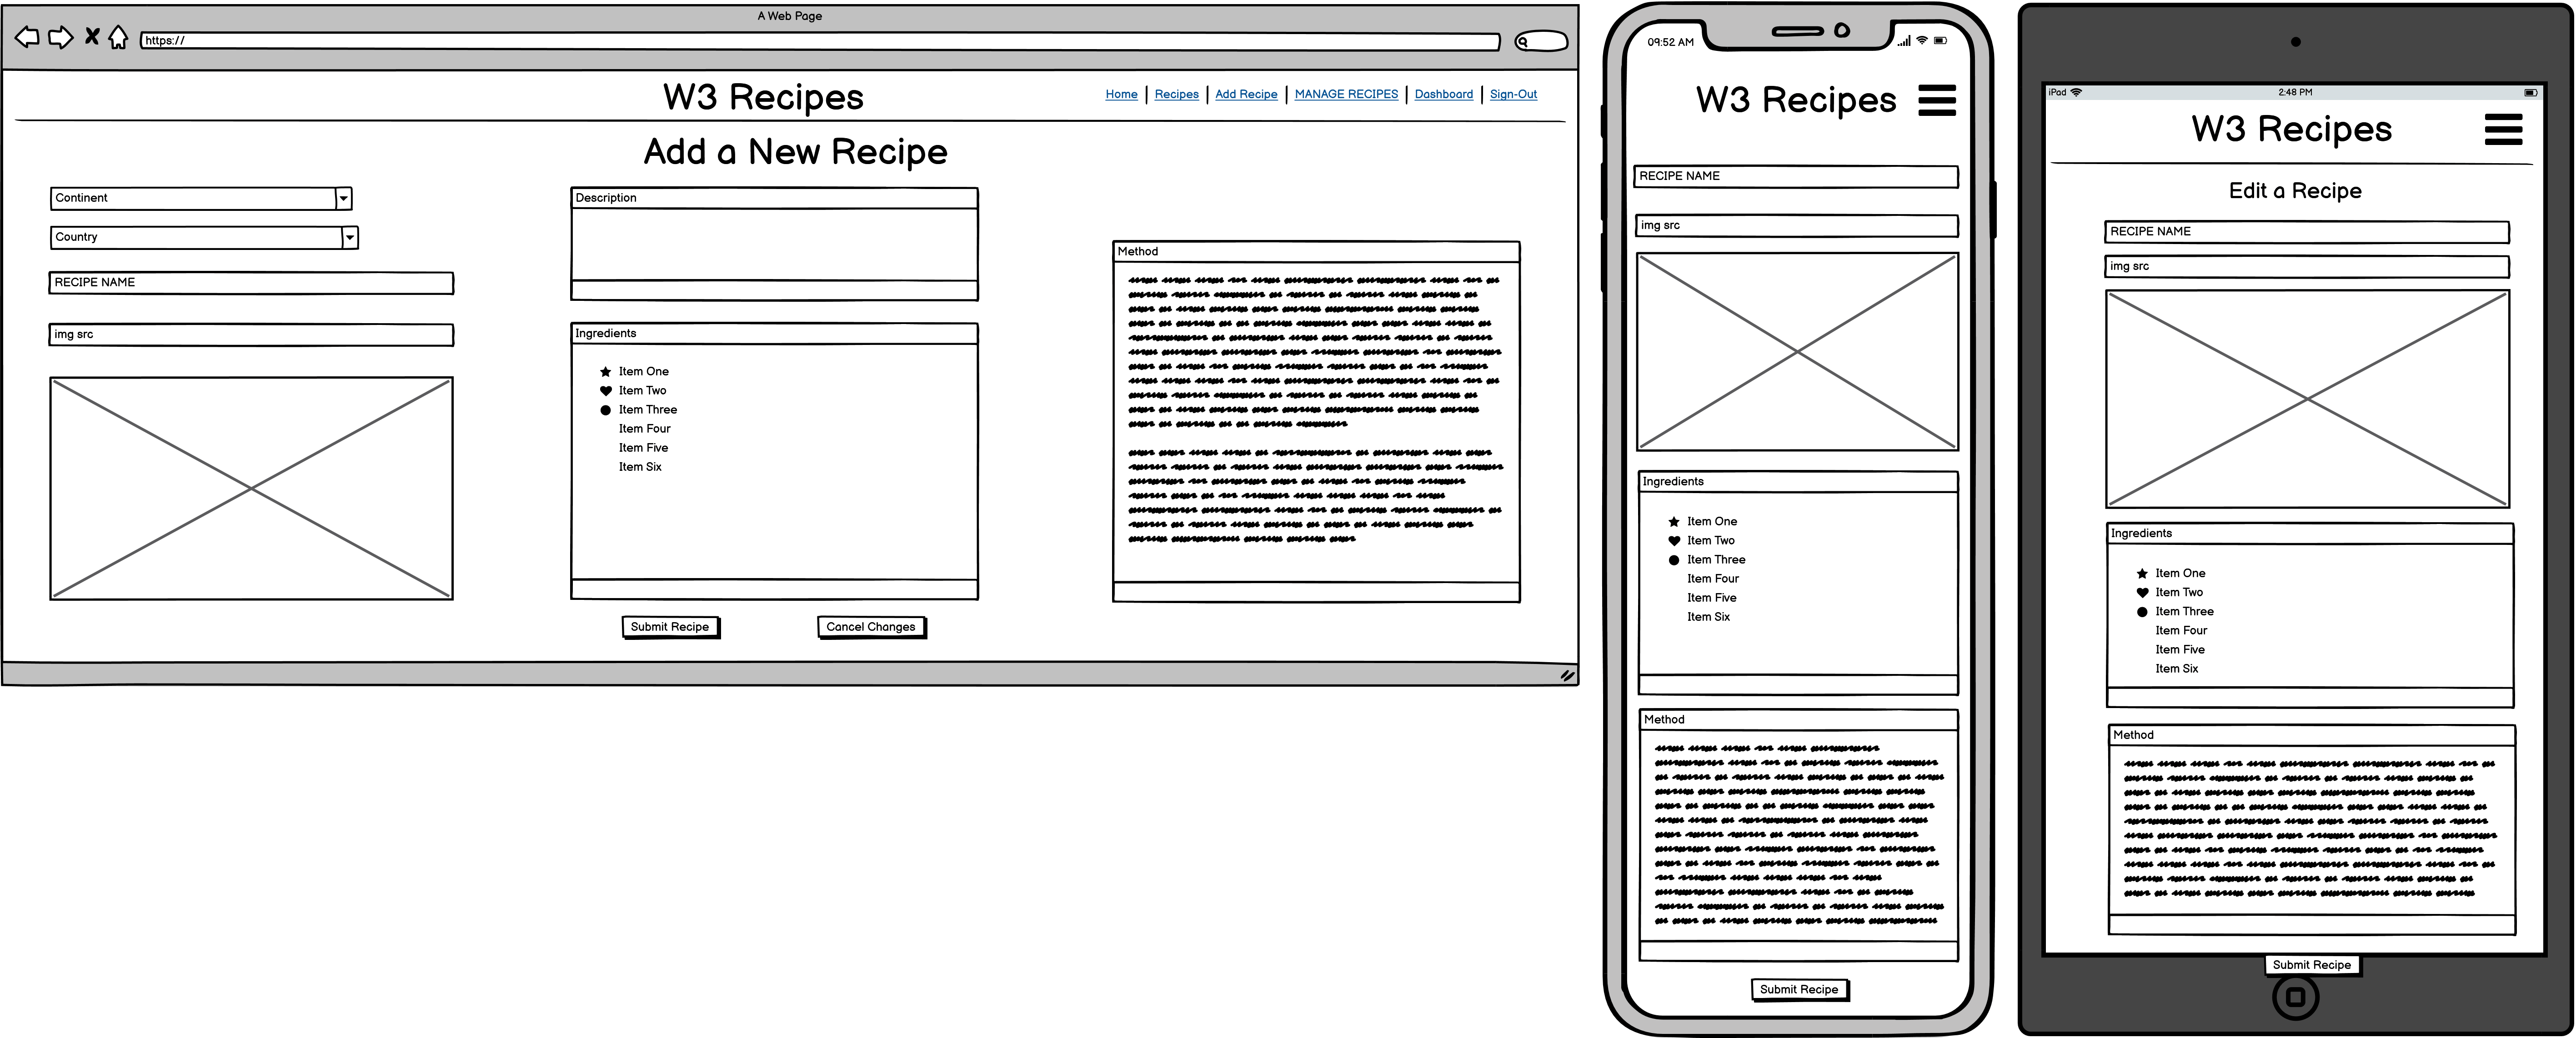 A Web Page
https://
W3 Recipes
Home | Recipes | Add Recipe | MANAGE RECIPES | Dashboard | Sign-Out
Add a New Recipe
Continent
Country
RECIPE NAME
img src
Description
Ingredients
Item One
Item Two
Item Three
Item Four
Item Five
Item Six
Method
Submit Recipe
Cancel Changes
09:52 AM
W3 Recipes
RECIPE NAME
img src
Ingredients
Item One
Item Two
Item Three
Item Four
Item Five
Item Six
Method
Submit Recipe
iPad
2:48 PM
W3 Recipes
Edit a Recipe
RECIPE NAME
img src
Ingredients
Item One
Item Two
Item Three
Item Four
Item Five
Item Six
Method
Submit Recipe